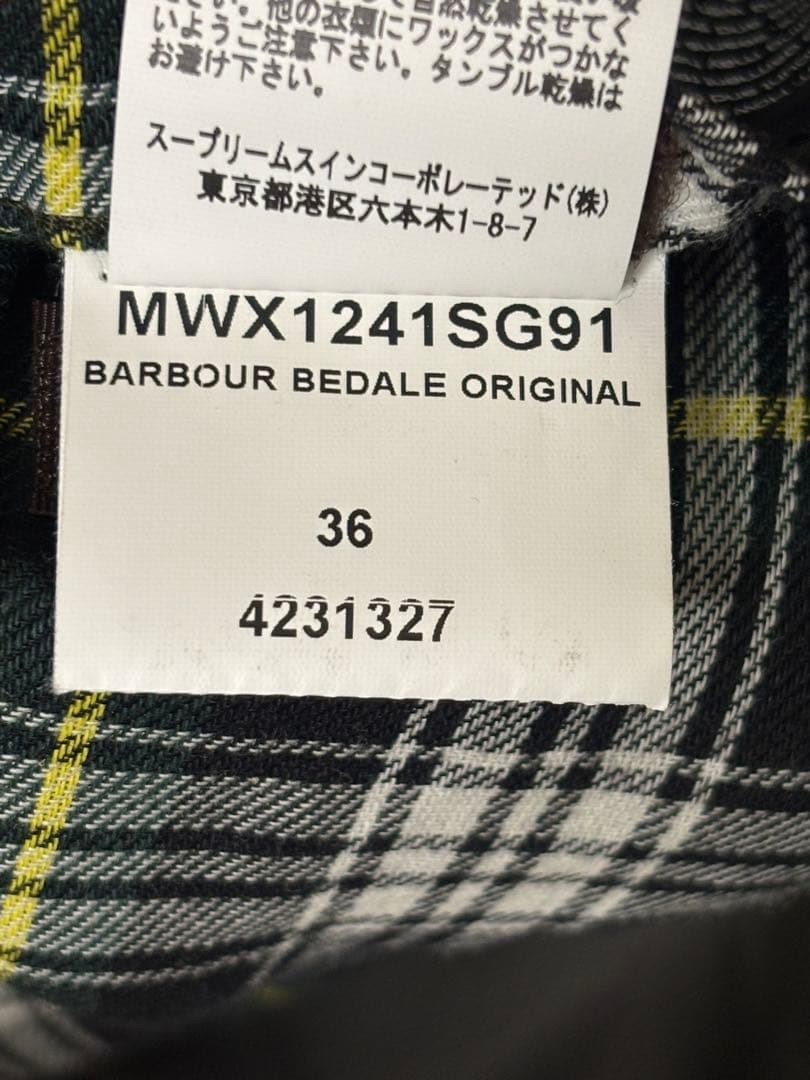 自然乾燥させてく
他の衣類にワックスがつかな
いようご注意下さい。タンブル乾燥は
お避け下さい。
スープリームスインコーポレーテッド(株)
東京都港区六本木1-8-7
MWX1241SG91
BARBOUR BEDALE ORIGINAL
36
4231327